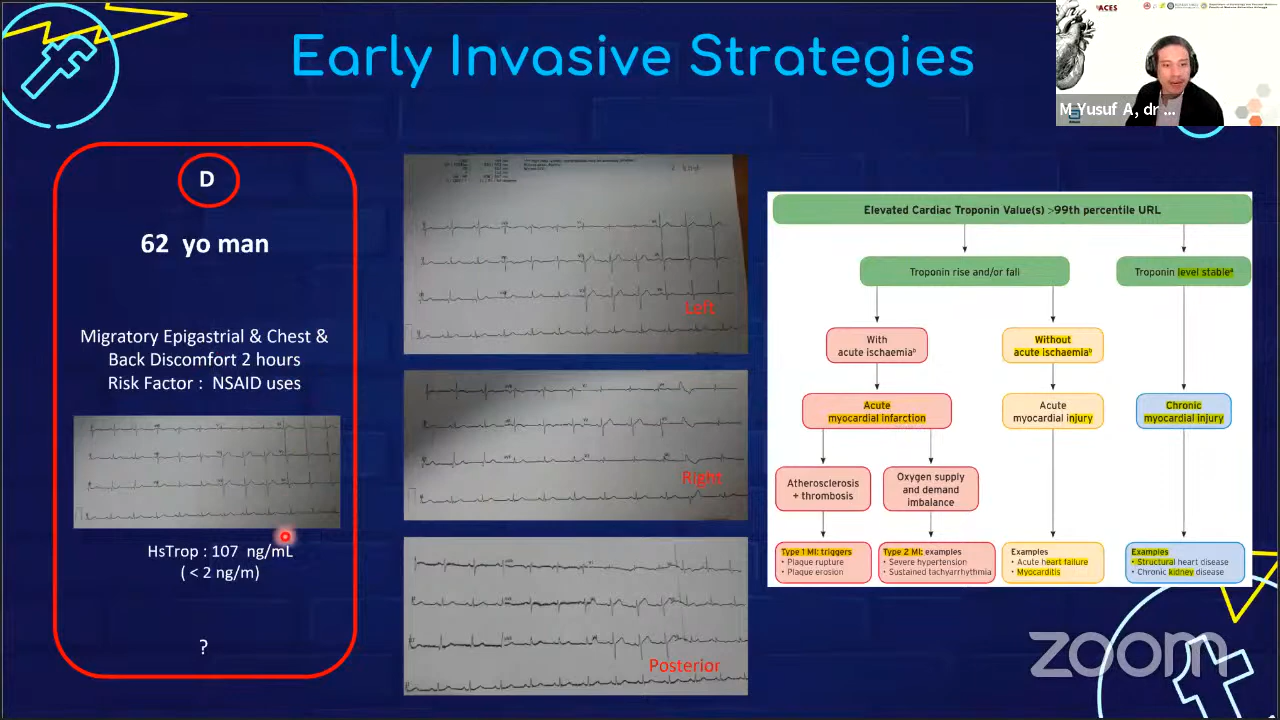 Early Invasive Strategies
ACES
M Yusuf A, dr ...
D
62 yo man
Migratory Epigastrial & Chest &
Back Discomfort 2 hours
Risk Factor : NSAID uses
HsTrop : 107 ng/mL
( < 2 ng/m)
?
Left
Right
Posterior
Elevated Cardiac Troponin Value(s) >99th percentile URL
Troponin rise and/or fall
Troponin level stableᵃ
With
acute ischaemiaᵇ
Without
acute ischaemiaᵇ
Acute
myocardial infarction
Acute
myocardial injury
Chronic
myocardial injury
Atherosclerosis
+ thrombosis
Oxygen supply
and demand
imbalance
Type 1 MI: triggers
• Plaque rupture
• Plaque erosion
Type 2 MI: examples
• Severe hypertension
• Sustained tachyarrhythmia
Examples
• Acute heart failure
• Myocarditis
Examples
• Structural heart disease
• Chronic kidney disease
zoom